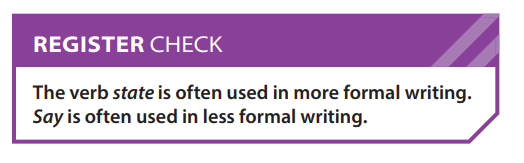 REGISTER CHECK
The verb state is often used in more formal writing.
Say is often used in less formal writing.